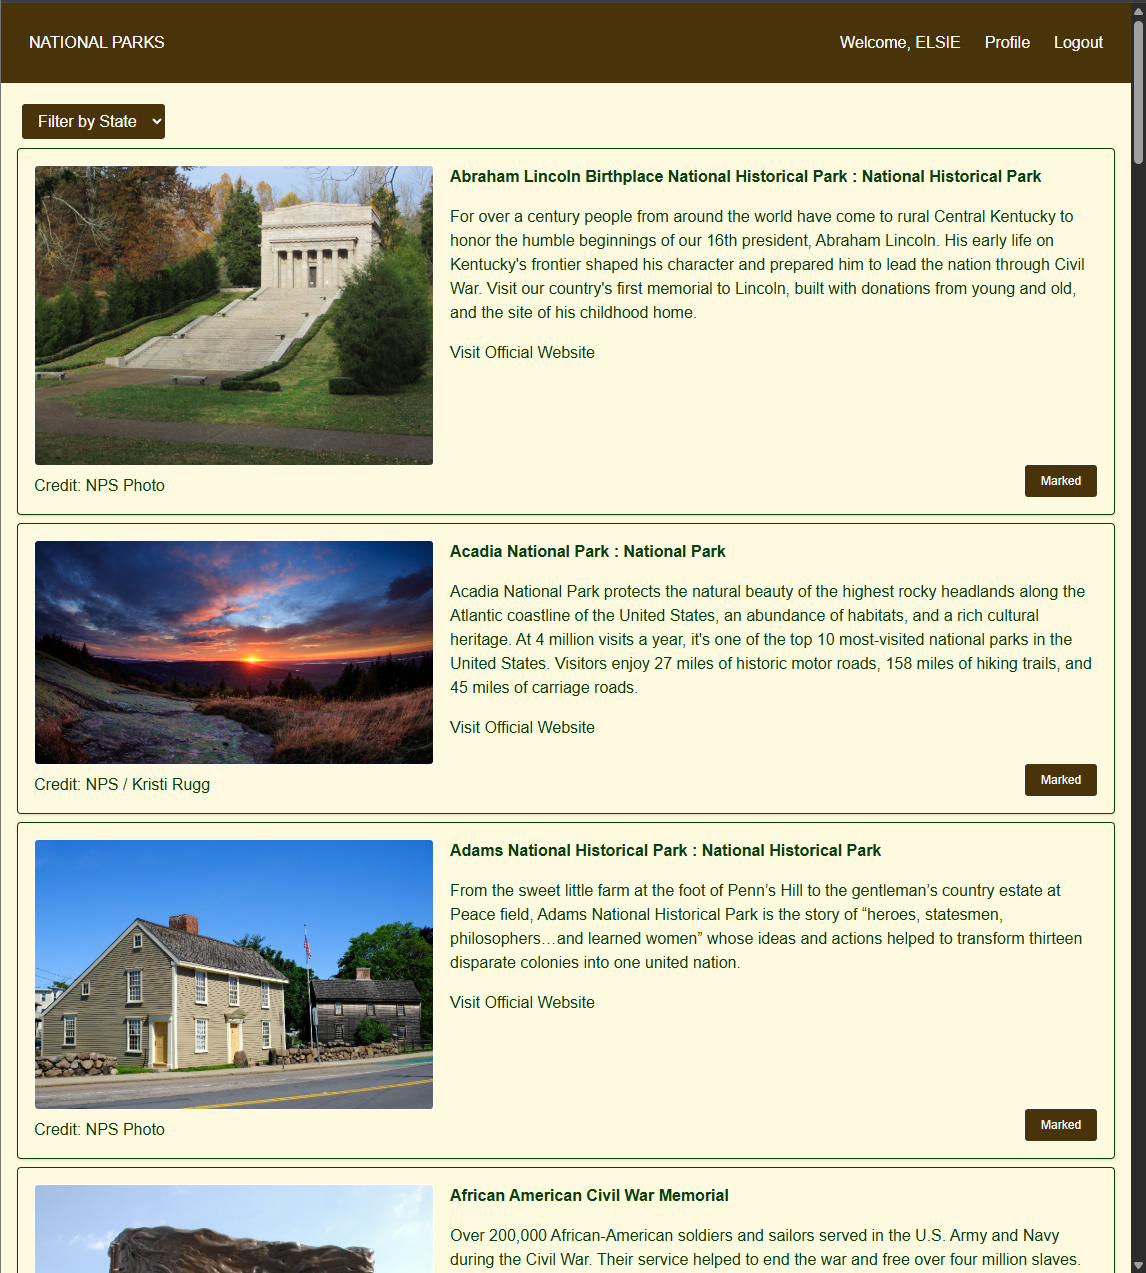 NATIONAL PARKS
Welcome, ELSIE Profile Logout
Filter by State
Abraham Lincoln Birthplace National Historical Park : National Historical Park
For over a century people from around the world have come to rural Central Kentucky to
honor the humble beginnings of our 16th president, Abraham Lincoln. His early life on
Kentucky's frontier shaped his character and prepared him to lead the nation through Civil
War. Visit our country's first memorial to Lincoln, built with donations from young and old,
and the site of his childhood home.
Visit Official Website
Credit: NPS Photo
Marked
Acadia National Park : National Park
Acadia National Park protects the natural beauty of the highest rocky headlands along the
Atlantic coastline of the United States, an abundance of habitats, and a rich cultural
heritage. At 4 million visits a year, it's one of the top 10 most-visited national parks in the
United States. Visitors enjoy 27 miles of historic motor roads, 158 miles of hiking trails, and
45 miles of carriage roads.
Visit Official Website
Credit: NPS / Kristi Rugg
Marked
Adams National Historical Park : National Historical Park
From the sweet little farm at the foot of Penn’s Hill to the gentleman’s country estate at
Peace field, Adams National Historical Park is the story of “heroes, statesmen,
philosophers…and learned women” whose ideas and actions helped to transform thirteen
disparate colonies into one united nation.
Visit Official Website
Credit: NPS Photo
Marked
African American Civil War Memorial
Over 200,000 African-American soldiers and sailors served in the U.S. Army and Navy
during the Civil War. Their service helped to end the war and free over four million slaves.